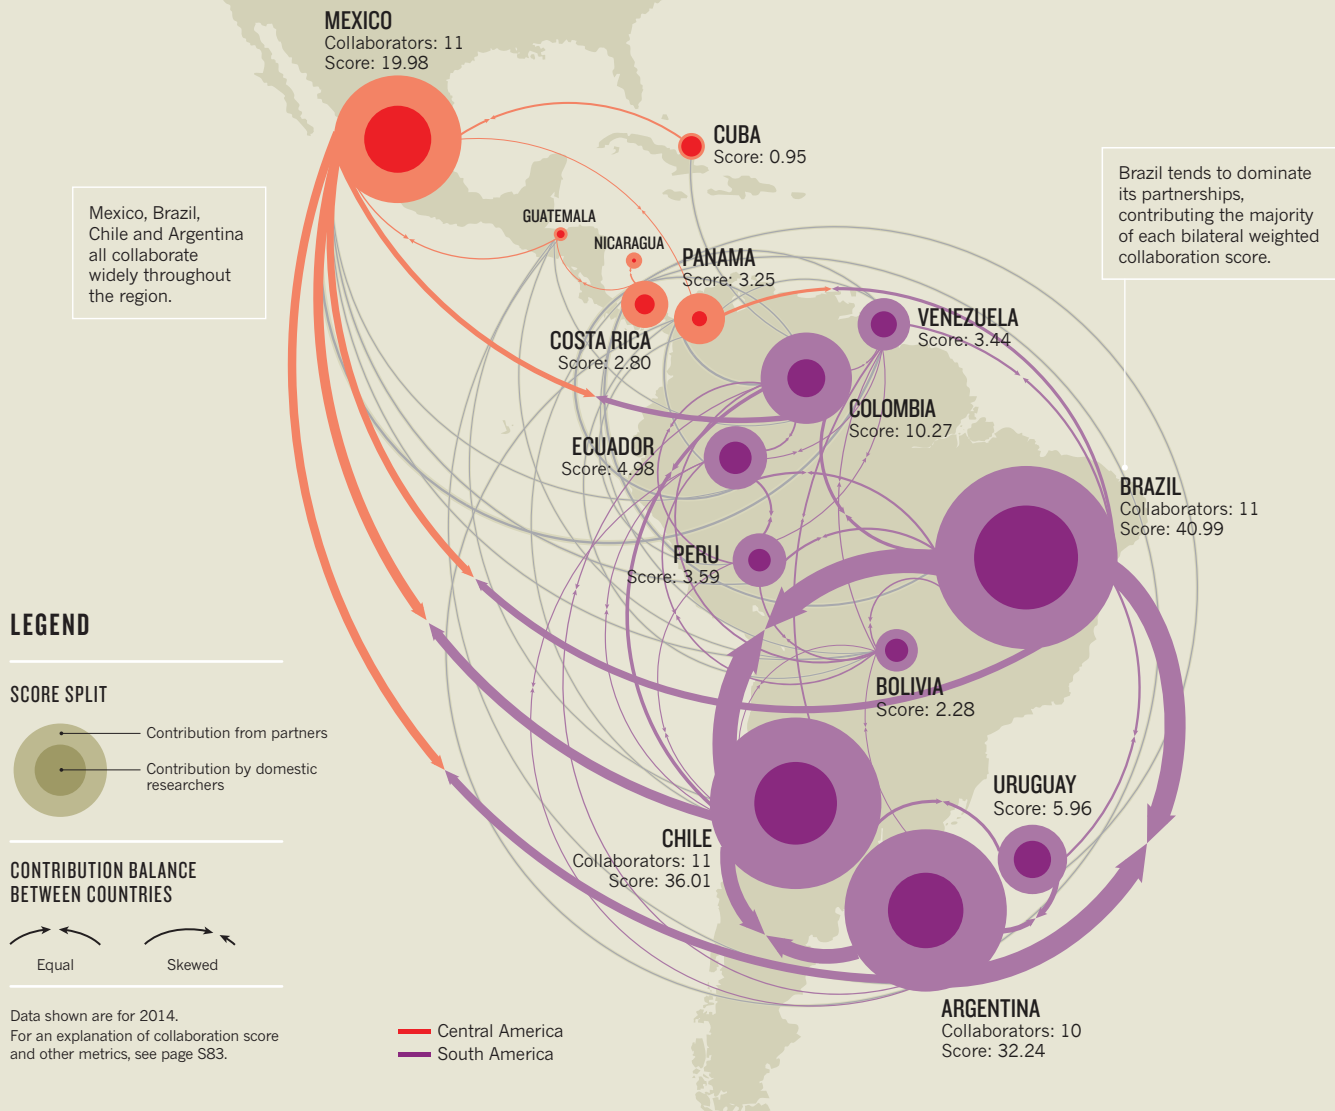 MEXICO
Collaborators: 11
Score: 19.98
CUBA
Score: 0.95
Brazil tends to dominate
its partnerships,
contributing the majority
of each bilateral weighted
collaboration score.
Mexico, Brazil,
Chile and Argentina
all collaborate
widely throughout
the region.
GUATEMALA
NICARAGUA
PANAMA
Score: 3.25
VENEZUELA
Score: 3.44
COSTA RICA
Score: 2.80
COLOMBIA
Score: 10.27
ECUADOR
Score: 4.98
BRAZIL
Collaborators: 11
Score: 40.99
PERU
Score: 3.59
BOLIVIA
Score: 2.28
URUGUAY
Score: 5.96
CHILE
Collaborators: 11
Score: 36.01
ARGENTINA
Collaborators: 10
Score: 32.24
LEGEND
SCORE SPLIT
Contribution from partners
Contribution by domestic
researchers
CONTRIBUTION BALANCE
BETWEEN COUNTRIES
Equal
Skewed
Data shown are for 2014.
For an explanation of collaboration score
and other metrics, see page S83.
Central America
South America